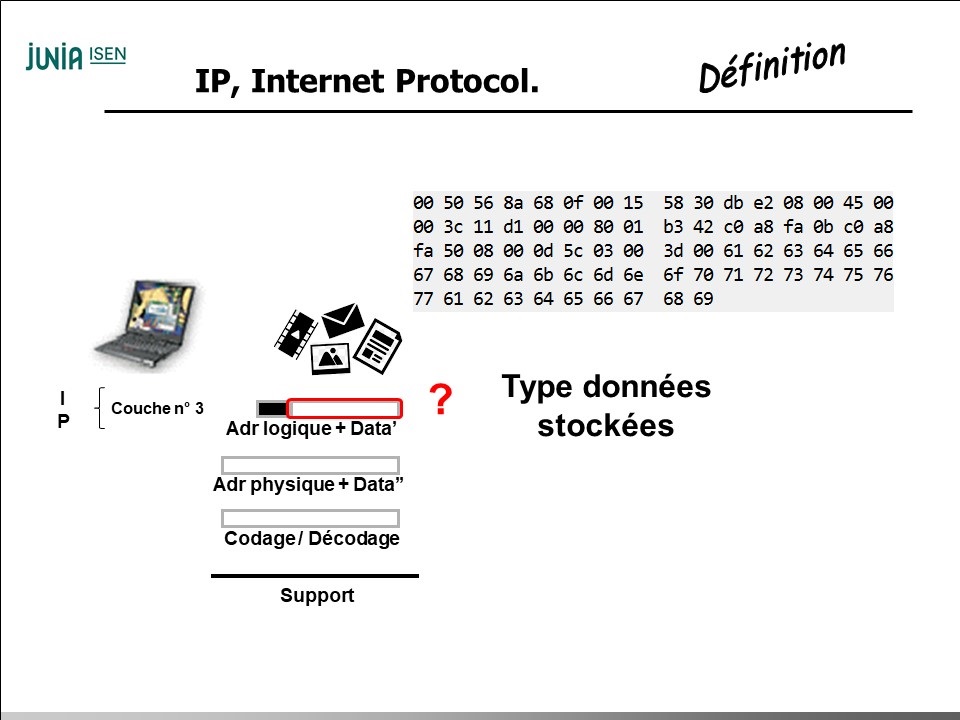 JUNIA ISEN
IP, Internet Protocol.
Définition
00 50 56 8a 68 0f 00 15 58 30 db e2 08 00 45 00
00 3c 11 d1 00 00 80 01 b3 42 c0 a8 fa 0b c0 a8
fa 50 08 00 0d 5c 03 00 3d 00 61 62 63 64 65 66
67 68 69 6a 6b 6c 6d 6e 6f 70 71 72 73 74 75 76
77 61 62 63 64 65 66 67 68 69
I
P
Couche n° 3
?
Type données
stockées
Adr logique + Data’
Adr physique + Data”
Codage / Décodage
Support